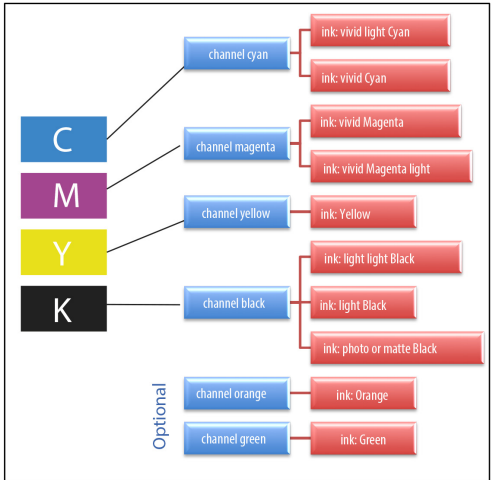 C
M
Y
K
channel cyan
ink: vivid light Cyan
ink: vivid Cyan
channel magenta
ink: vivid Magenta
ink: vivid Magenta light
channel yellow
ink: Yellow
channel black
ink: light light Black
ink: light Black
ink: photo or matte Black
Optional
channel orange
ink: Orange
channel green
ink: Green